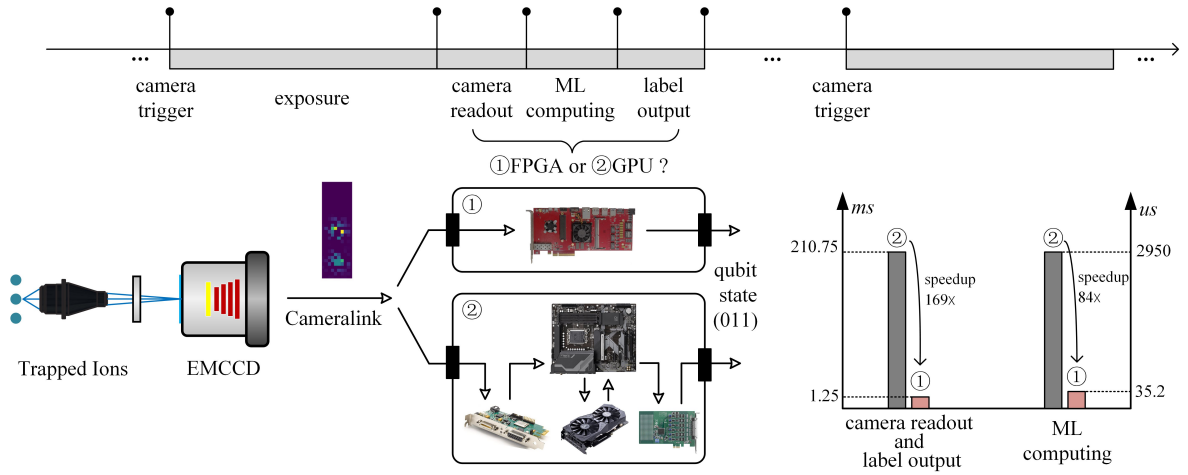 ...
...
...
camera
trigger
exposure
camera
readout
ML
computing
label
output
camera
trigger
①FPGA or ②GPU ?
①
②
Cameralink
Trapped Ions
EMCCD
qubit
state
(011)
ms
210.75
1.25
②
speedup
169X
①
camera readout
and
label output
us
2950
35.2
②
speedup
84X
①
ML
computing